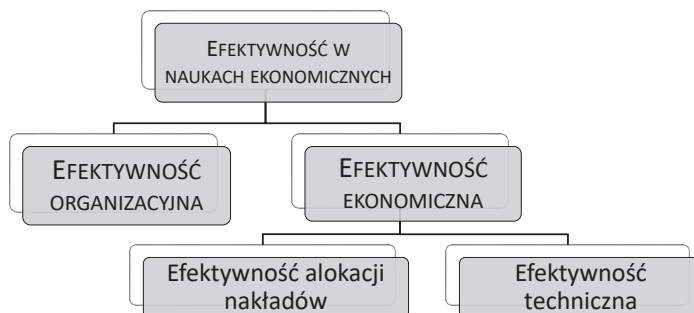 EFEKTYWNOŚĆ W
NAUKACH EKONOMICZNYCH
EFEKTYWNOŚĆ
ORGANIZACYJNA
EFEKTYWNOŚĆ
EKONOMICZNA
Efektywność alokacji
nakładów
Efektywność
techniczna